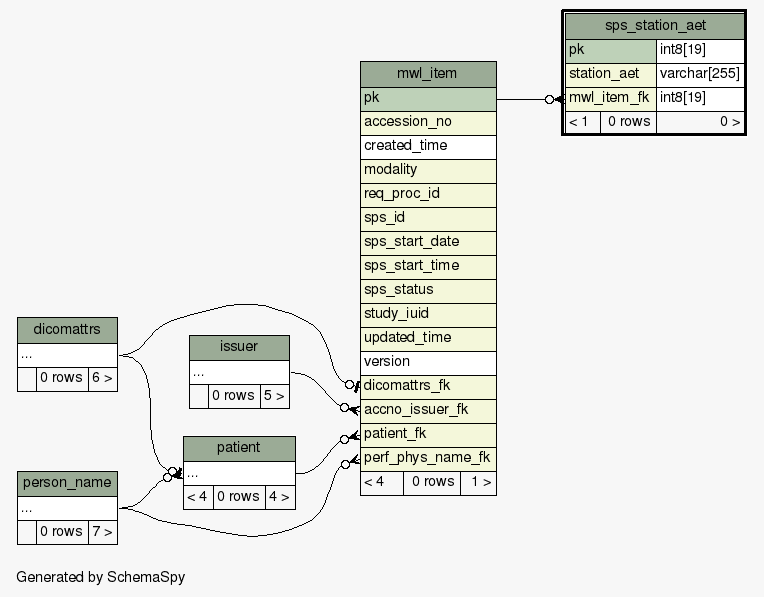 sps_station_aet
pk int8[19]
station_aet varchar[255]
mwl_item_fk int8[19]
< 1 0 rows 0 >
mwl_item
pk
accession_no
created_time
modality
req_proc_id
sps_id
sps_start_date
sps_start_time
sps_status
study_iuid
updated_time
version
dicomattrs_fk
accno_issuer_fk
patient_fk
perf_phys_name_fk
< 4 0 rows 1 >
dicomattrs
...
0 rows 6 >
issuer
...
0 rows 5 >
patient
...
< 4 0 rows 4 >
person_name
...
0 rows 7 >
Generated by SchemaSpy